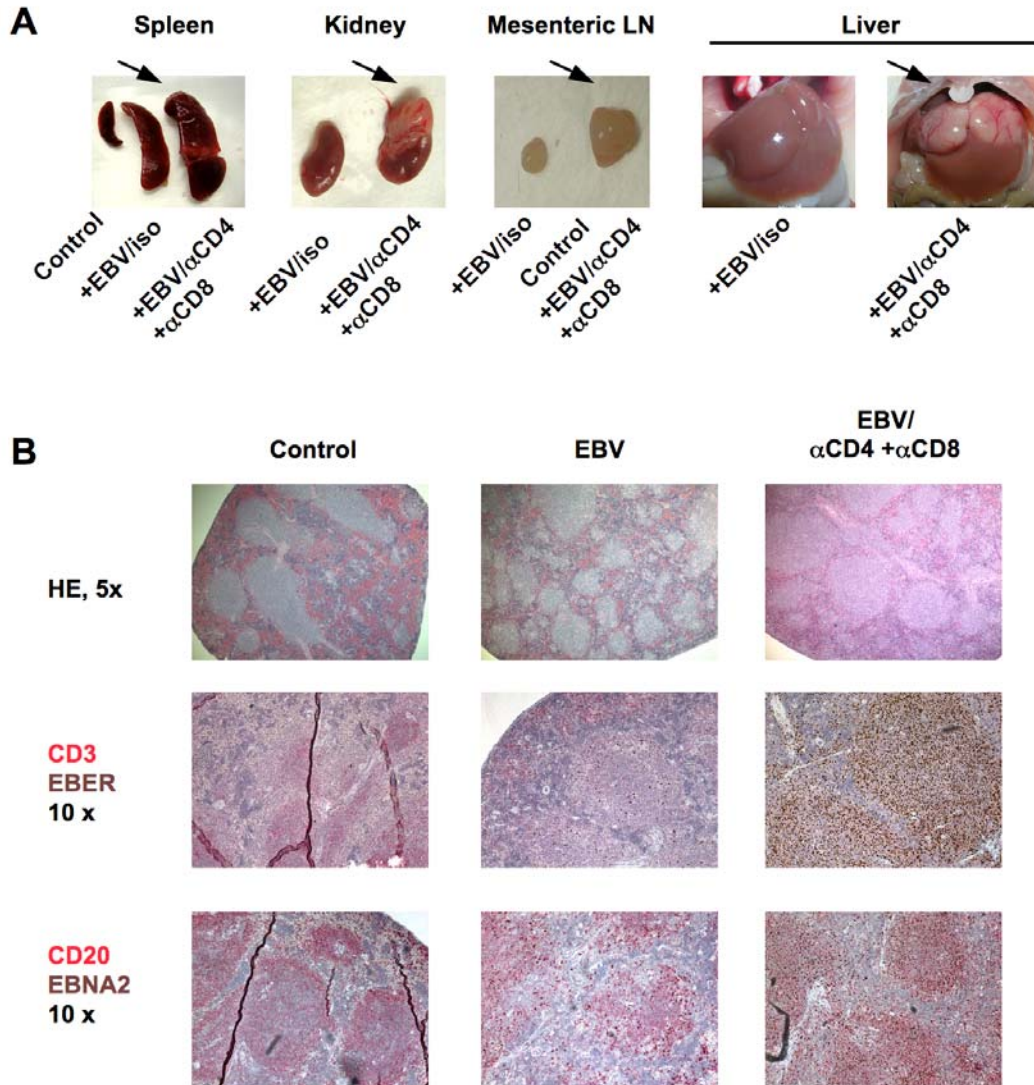 A
Spleen
Kidney
Mesenteric LN
Liver
Control
+EBV/iso
+EBV/αCD4
+αCD8
+EBV/iso
+EBV/αCD4
+αCD8
+EBV/iso
Control
+EBV/αCD4
+αCD8
+EBV/iso
+EBV/αCD4
+αCD8
B
Control
EBV
EBV/
αCD4 +αCD8
HE, 5x
CD3
EBER
10 x
CD20
EBNA2
10 x